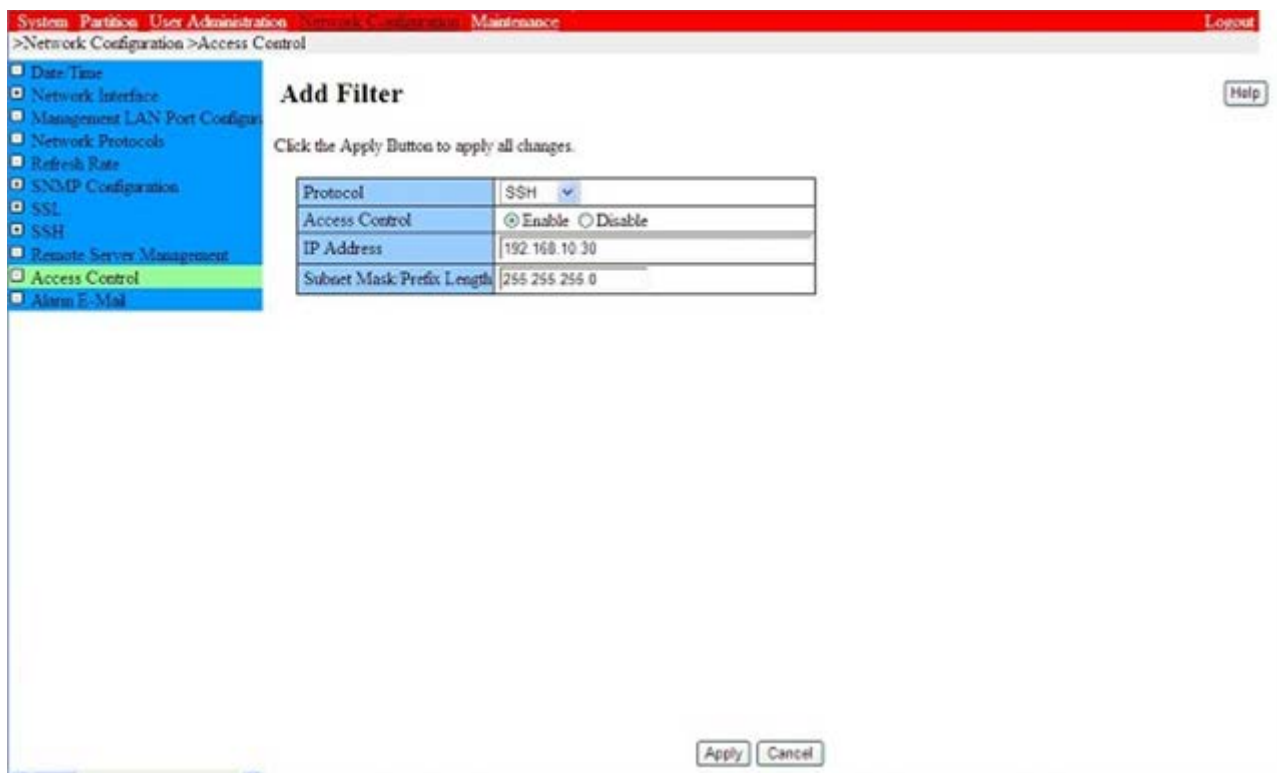 System Partition User Administration Network Configuration Maintenance Logout
>Network Configuration >Access Control
Date/Time
Network Interface
Management LAN Port Configura
Network Protocols
Refresh Rate
SNMP Configuration
SSL
SSH
Remote Server Management
Access Control
Alarm E-Mail
Add Filter
Help
Click the Apply Button to apply all changes.
Protocol SSH
Access Control Enable Disable
IP Address 192.168.10.30
Subnet Mask/Prefix Length 255.255.255.0
Apply Cancel